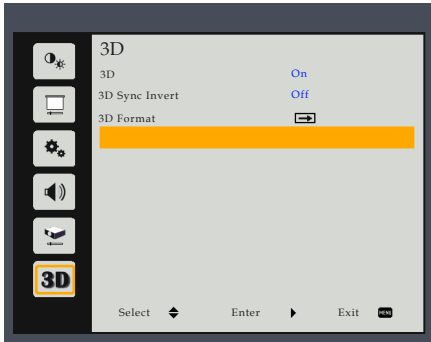 3D
3D On
3D Sync Invert Off
3D Format
3D
Select Enter Exit MENU